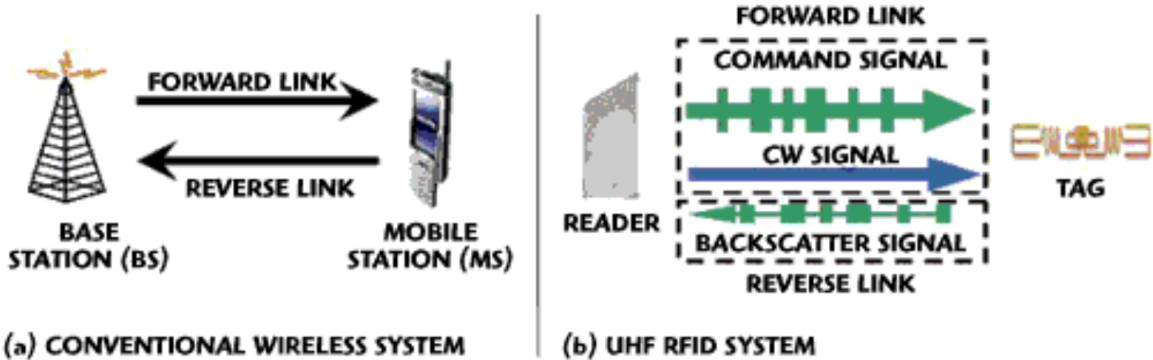 FORWARD LINK
REVERSE LINK
BASE
STATION (BS)
MOBILE
STATION (MS)
(a) CONVENTIONAL WIRELESS SYSTEM
FORWARD LINK
COMMAND SIGNAL
CW SIGNAL
READER
TAG
BACKSCATTER SIGNAL
REVERSE LINK
(b) UHF RFID SYSTEM